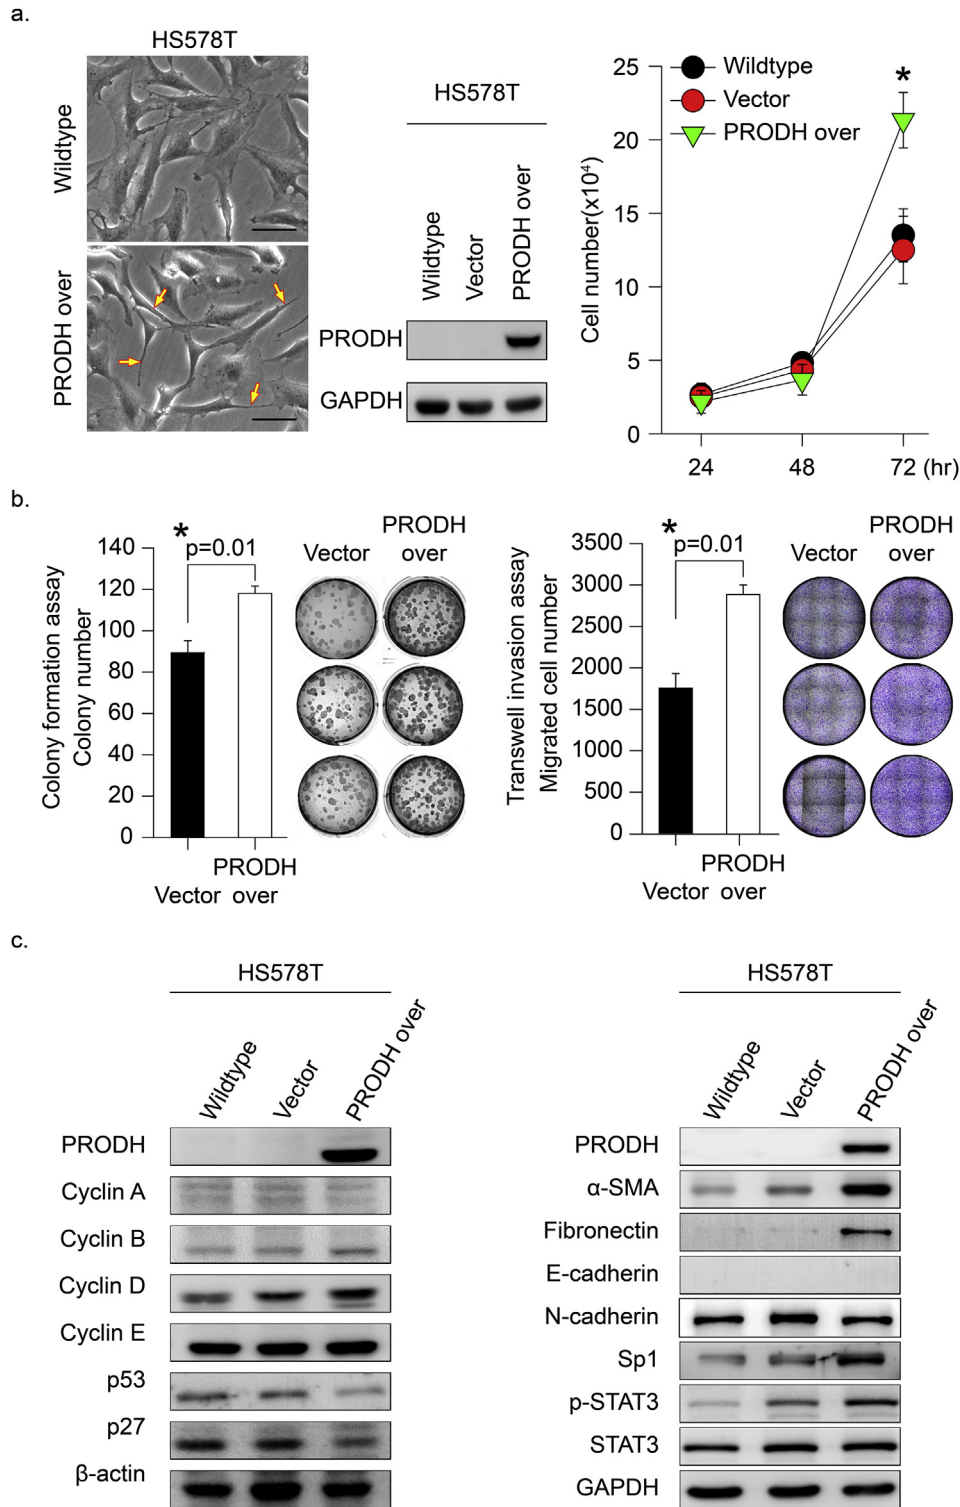 a.
HS578T
Wildtype
PRODH over
HS578T
Wildtype
Vector
PRODH over
PRODH
GAPDH
Cell number(x10⁴)
25
20
15
10
5
0
Wildtype
Vector
PRODH over
*
24 48 72 (hr)
b.
Colony formation assay
Colony number
140
120
100
80
60
40
20
0
*
p=0.01
Vector
PRODH
over
Vector
PRODH
over
Transwell invasion assay
Migrated cell number
3500
3000
2500
2000
1500
1000
500
0
*
p=0.01
Vector
PRODH
over
Vector
PRODH
over
c.
HS578T
Wildtype
Vector
PRODH over
PRODH
Cyclin A
Cyclin B
Cyclin D
Cyclin E
p53
p27
β-actin
HS578T
Wildtype
Vector
PRODH over
PRODH
α-SMA
Fibronectin
E-cadherin
N-cadherin
Sp1
p-STAT3
STAT3
GAPDH